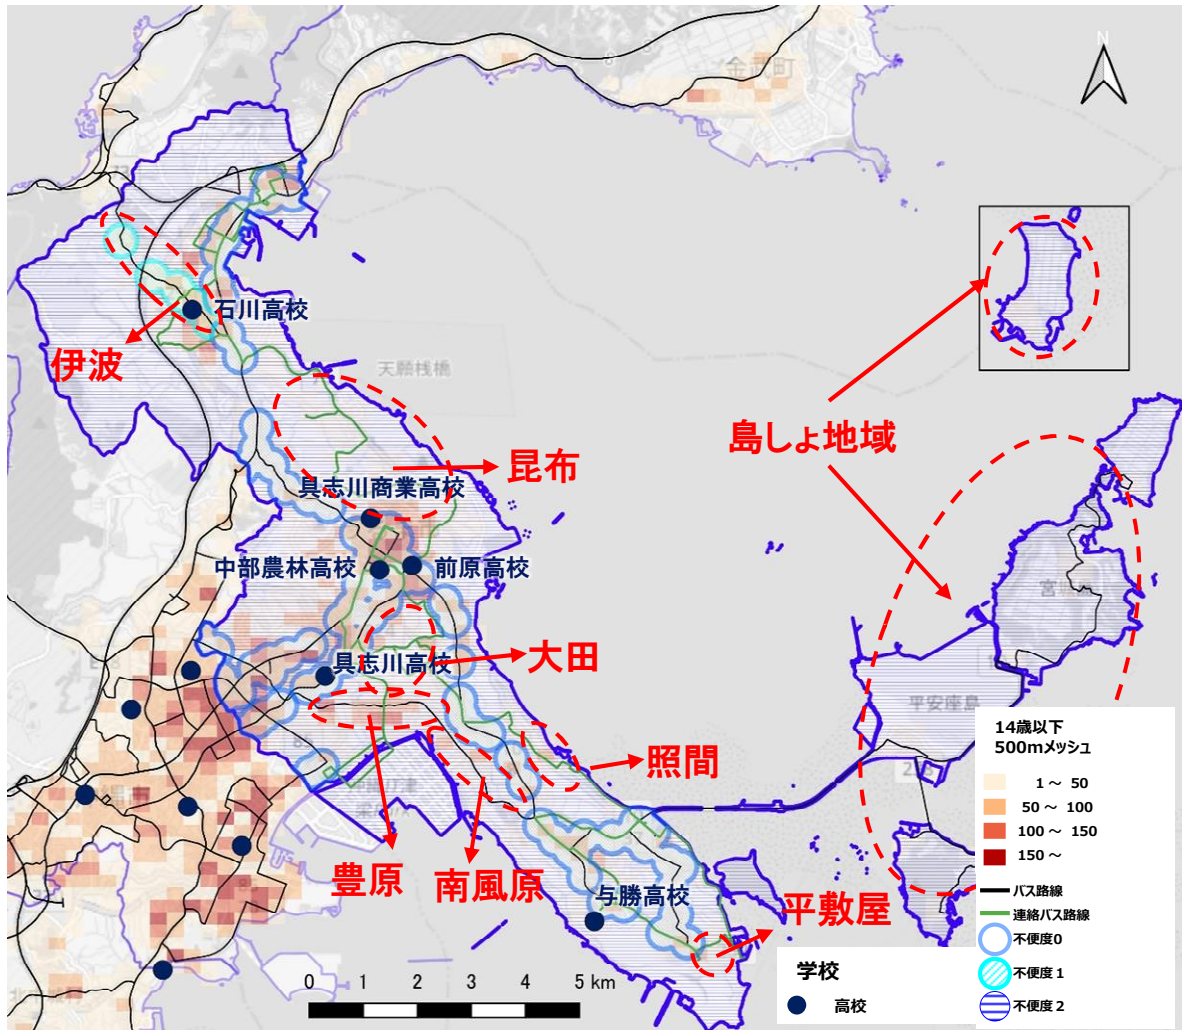 金武町
N
石川高校
伊波
天願桟橋
昆布
島しょ地域
具志川商業高校
中部農林高校
前原高校
大田
具志川高校
平安座島
照間
豊原
南風原
与勝高校
平敷屋
0 1 2 3 4 5 km
学校
高校
14歳以下
500mメッシュ
1 ～ 50
50 ～ 100
100 ～ 150
150 ～
バス路線
連絡バス路線
不便度0
不便度1
不便度2